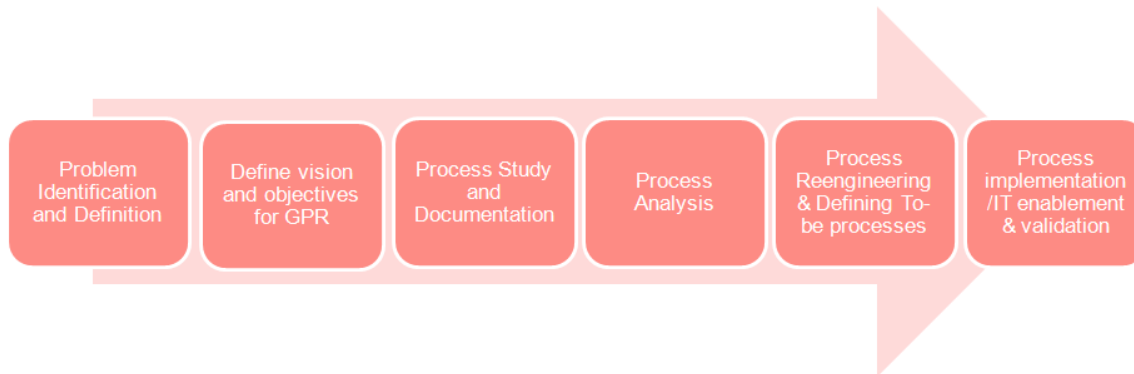 Problem
Identification
and Definition
Define vision
and objectives
for GPR
Process Study
and
Documentation
Process
Analysis
Process
Reengineering
& Defining To-
be processes
Process
implementation
/IT enablement
& validation